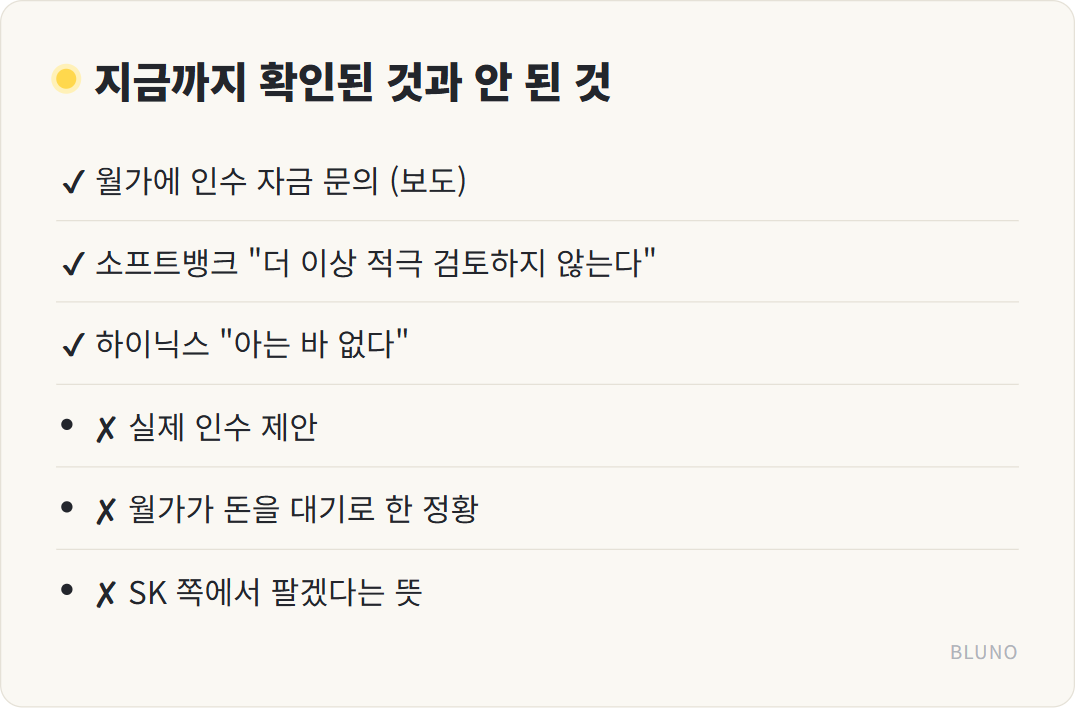 지금까지 확인된 것과 안 된 것
✓ 월가에 인수 자금 문의 (보도)
✓ 소프트뱅크 "더 이상 적극 검토하지 않는다"
✓ 하이닉스 "아는 바 없다"
• ✗ 실제 인수 제안
• ✗ 월가가 돈을 대기로 한 정황
• ✗ SK 쪽에서 팔겠다는 뜻
BLUNO